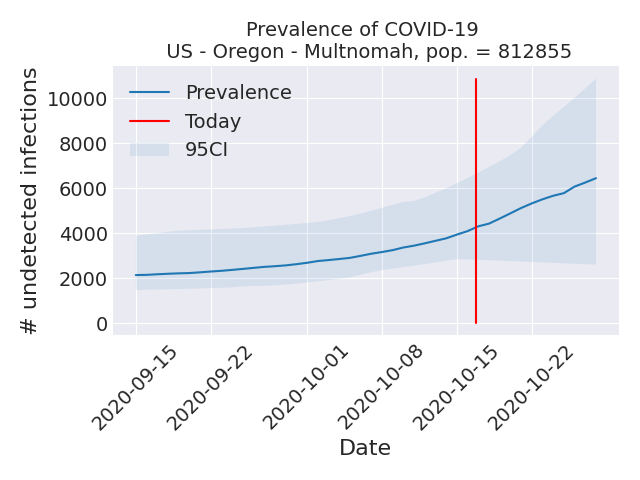 Prevalence of COVID-19
US - Oregon - Multnomah, pop. = 812855
# undetected infections
10000
8000
6000
4000
2000
0
Prevalence
Today
95CI
2020-09-15
2020-09-22
2020-10-01
2020-10-08
2020-10-15
2020-10-22
Date